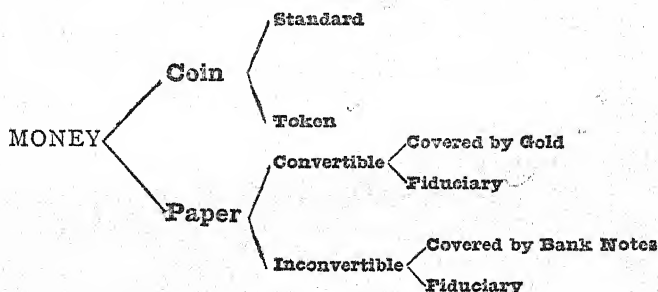 Standard
Coin
Token
MONEY
Covered by Gold
Convertible
Fiduciary
Paper
Covered by Bank Notes
Inconvertible
Fiduciary